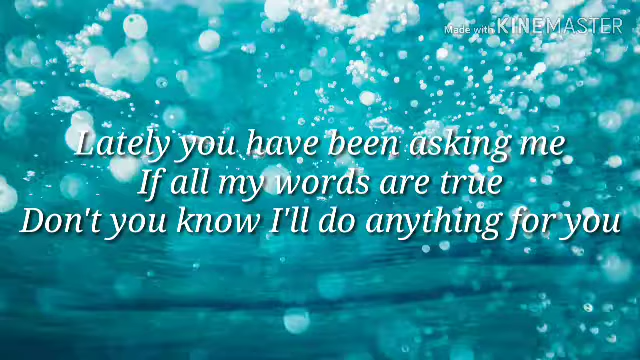 Made with KINEMASTER
Lately you have been asking me
If all my words are true
Don't you know I'll do anything for you